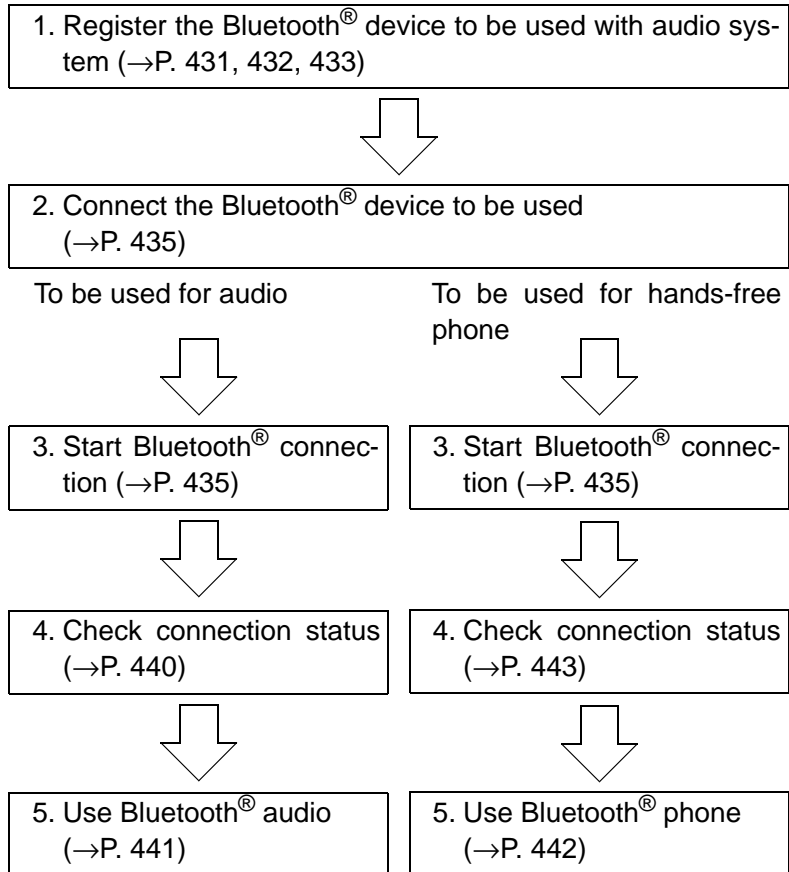 1. Register the Bluetooth® device to be used with audio sys-
tem (→P. 431, 432, 433)
2. Connect the Bluetooth® device to be used
(→P. 435)
To be used for audio
To be used for hands-free
phone
3. Start Bluetooth® connec-
tion (→P. 435)
3. Start Bluetooth® connec-
tion (→P. 435)
4. Check connection status
(→P. 440)
4. Check connection status
(→P. 443)
5. Use Bluetooth® audio
(→P. 441)
5. Use Bluetooth® phone
(→P. 442)